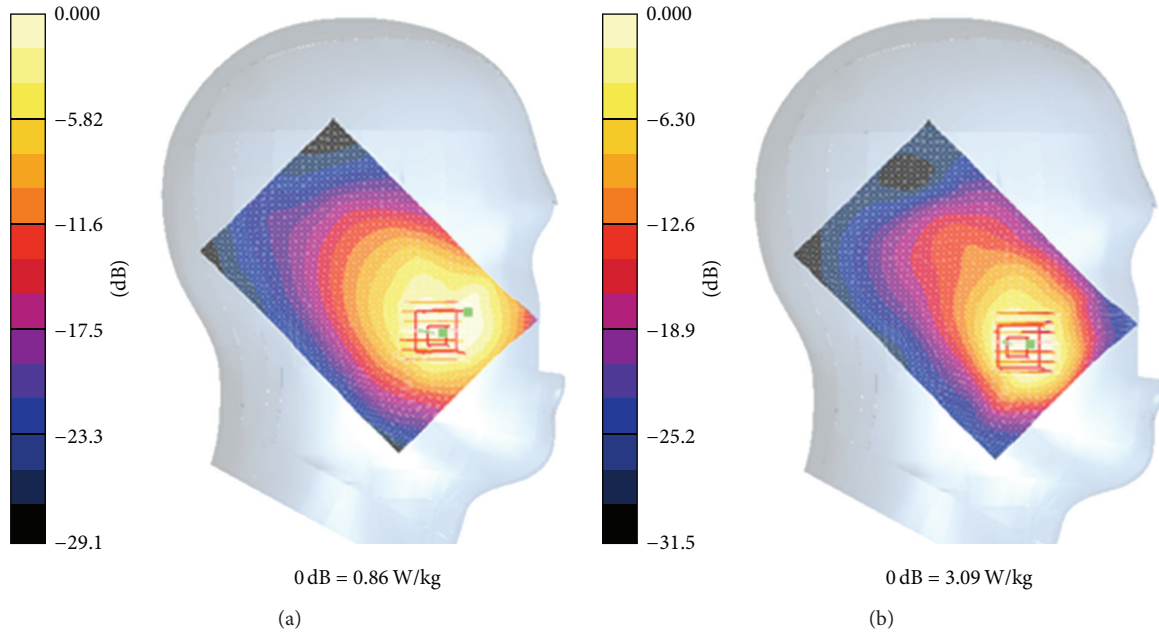 0.000
−5.82
−11.6
−17.5
−23.3
−29.1
(dB)
0 dB = 0.86 W/kg
(a)
0.000
−6.30
−12.6
−18.9
−25.2
−31.5
(dB)
0 dB = 3.09 W/kg
(b)